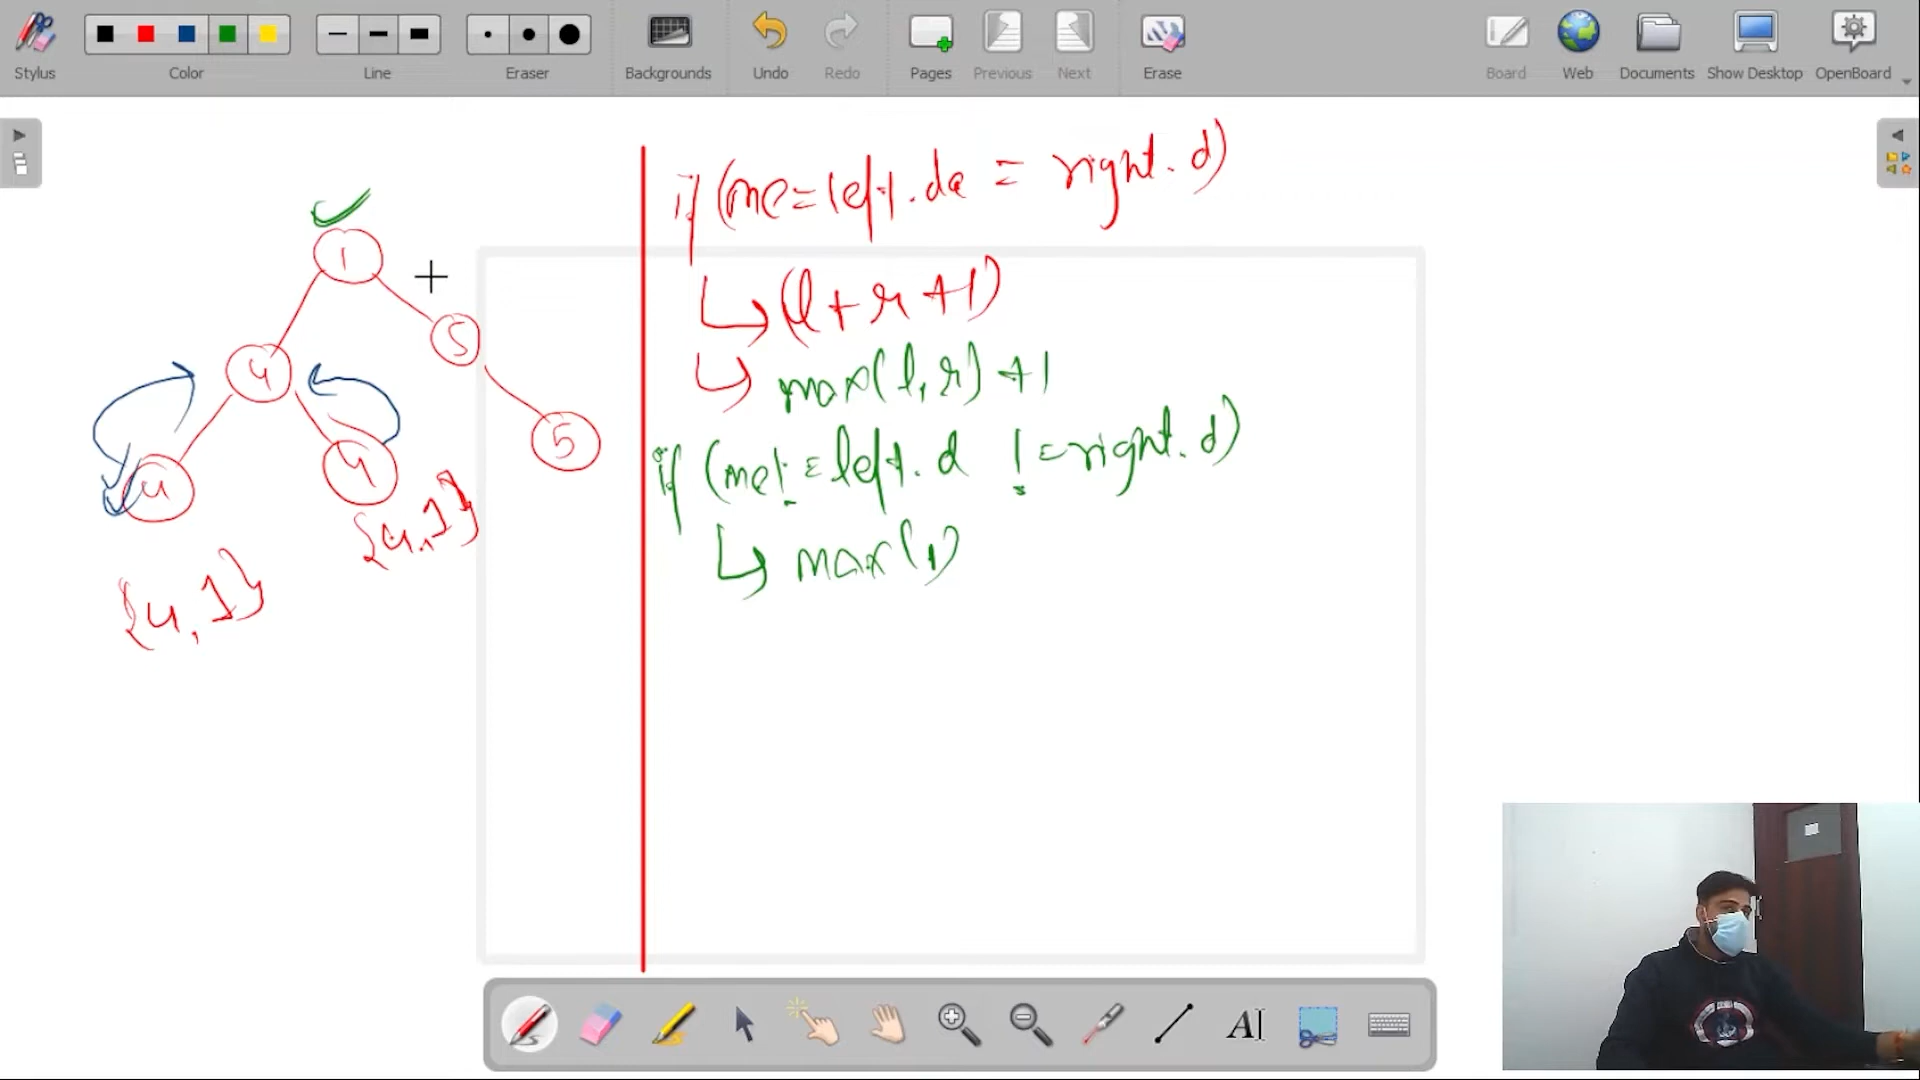 Stylus
Color
Line
Eraser
Backgrounds
Undo
Redo
Pages
Previous
Next
Erase
Board
Web
Documents
Show Desktop
OpenBoard
1
4
5
4
4
5
{4,1}
{4,1}
if (me=left.da = right.d)
(l+r+1)
max(l,r)+1
if (me!=left.d != right.d)
max(1)
AI